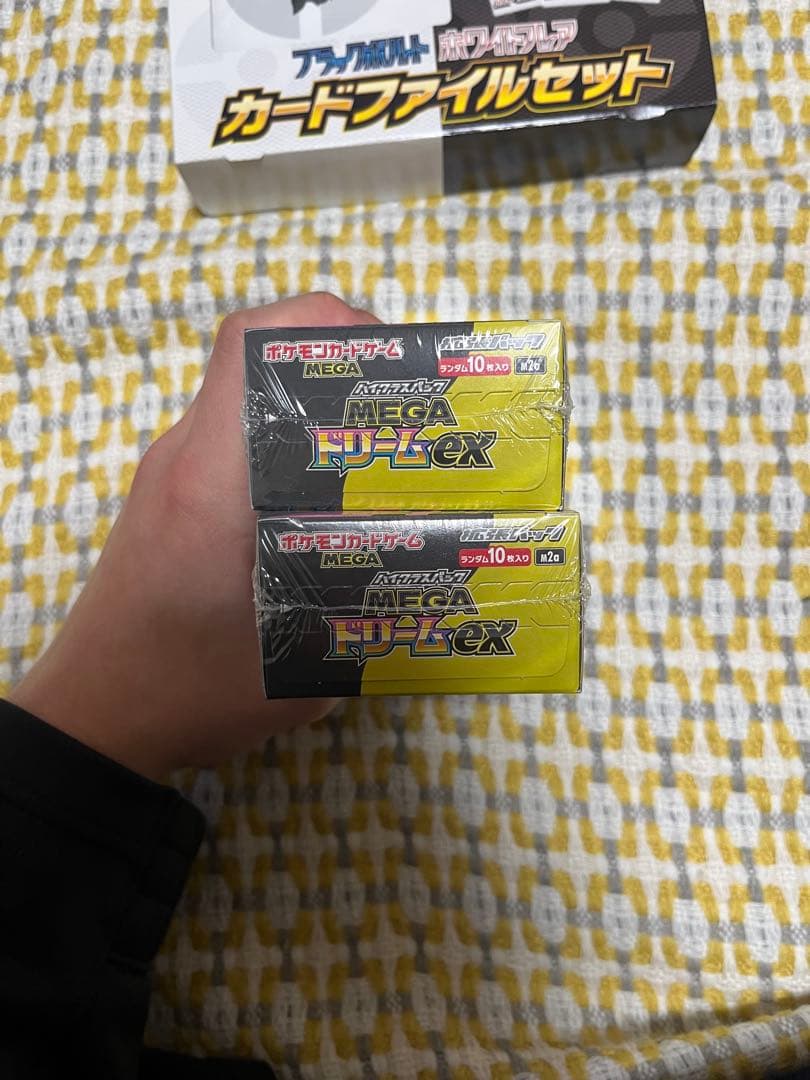 ブラックボルト ホワイトフレア
カードファイルセット
ポケモンカードゲーム
MEGA
拡張パック
ランダム10枚入り M2a
ハイクラスパック
MEGA
ドリームex
ポケモンカードゲーム
MEGA
拡張パック
ランダム10枚入り M2a
ハイクラスパック
MEGA
ドリームex